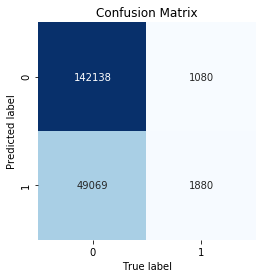 Confusion Matrix
Predicted label
0
142138
1080
1
49069
1880
0
1
True label